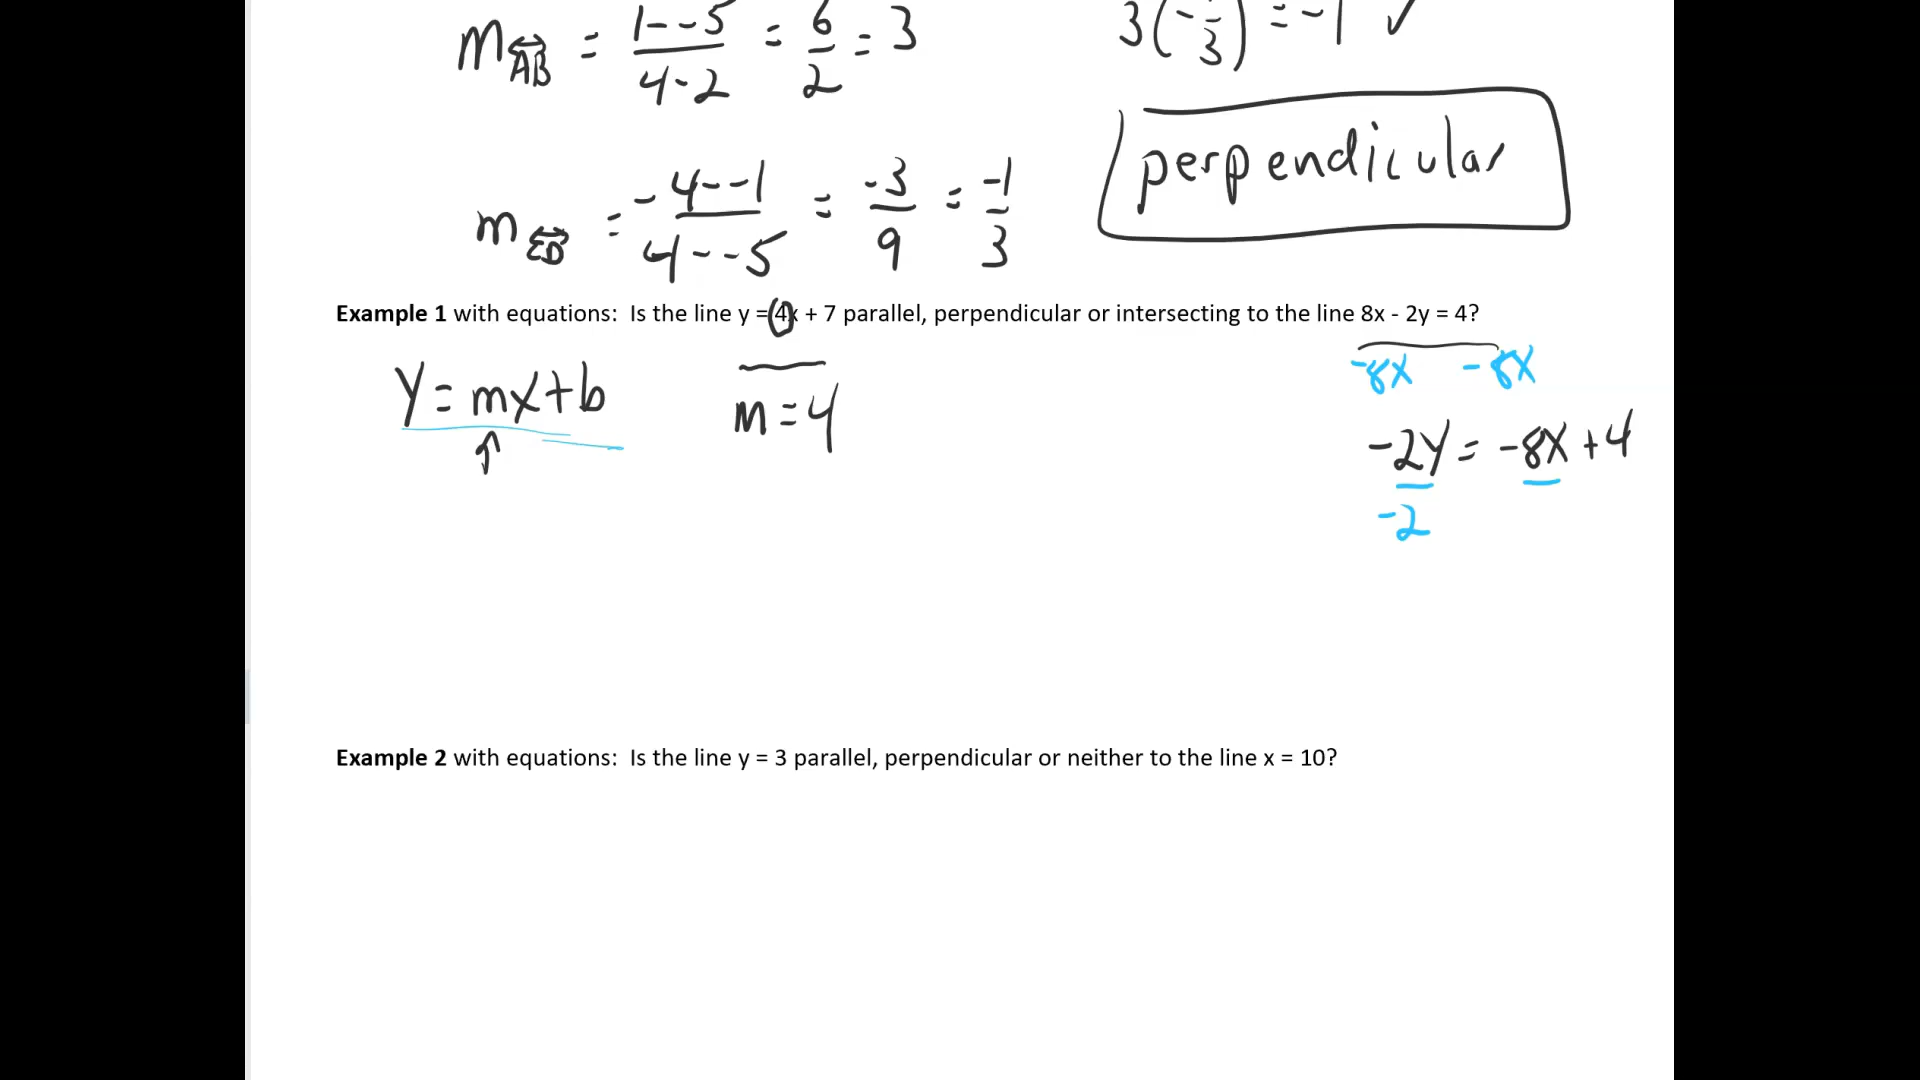 m AB = 1--5 / 4-2 = 6/2 = 3
3(-1/3) = -1 ✓
perpendicular
m ED = -4--1 / 4--5 = -3/9 = -1/3
Example 1 with equations: Is the line y = 4x + 7 parallel, perpendicular or intersecting to the line 8x - 2y = 4?
-8x -8x
y = mx+b
m = 4
-2y = -8x + 4
-2
Example 2 with equations: Is the line y = 3 parallel, perpendicular or neither to the line x = 10?